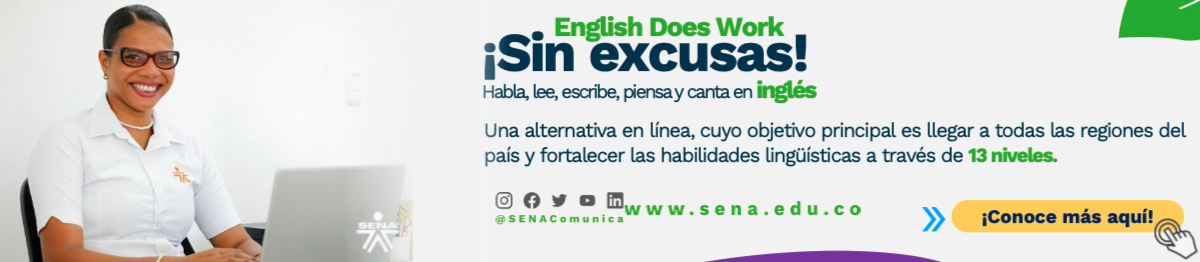 English Does Work
¡Sin excusas!
Habla, lee, escribe, piensa y canta en inglés
Una alternativa en línea, cuyo objetivo principal es llegar a todas las regiones del
país y fortalecer las habilidades lingüísticas a través de 13 niveles.
@SENAComunica
www.sena.edu.co
¡Conoce más aquí!
SENA